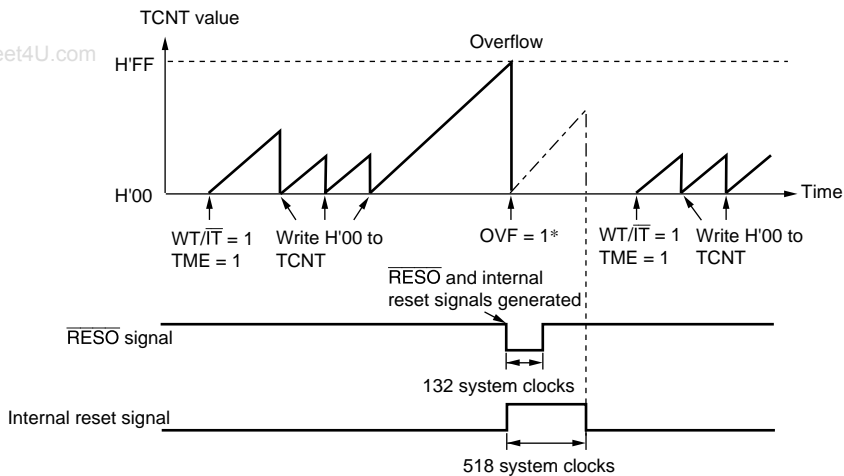 TCNT value
eet4U.com
Overflow
H'FF
H'00
Time
WT/IT = 1
TME = 1
Write H'00 to
TCNT
OVF = 1*
WT/IT = 1
TME = 1
Write H'00 to
TCNT
RESO and internal
reset signals generated
RESO signal
132 system clocks
Internal reset signal
518 system clocks